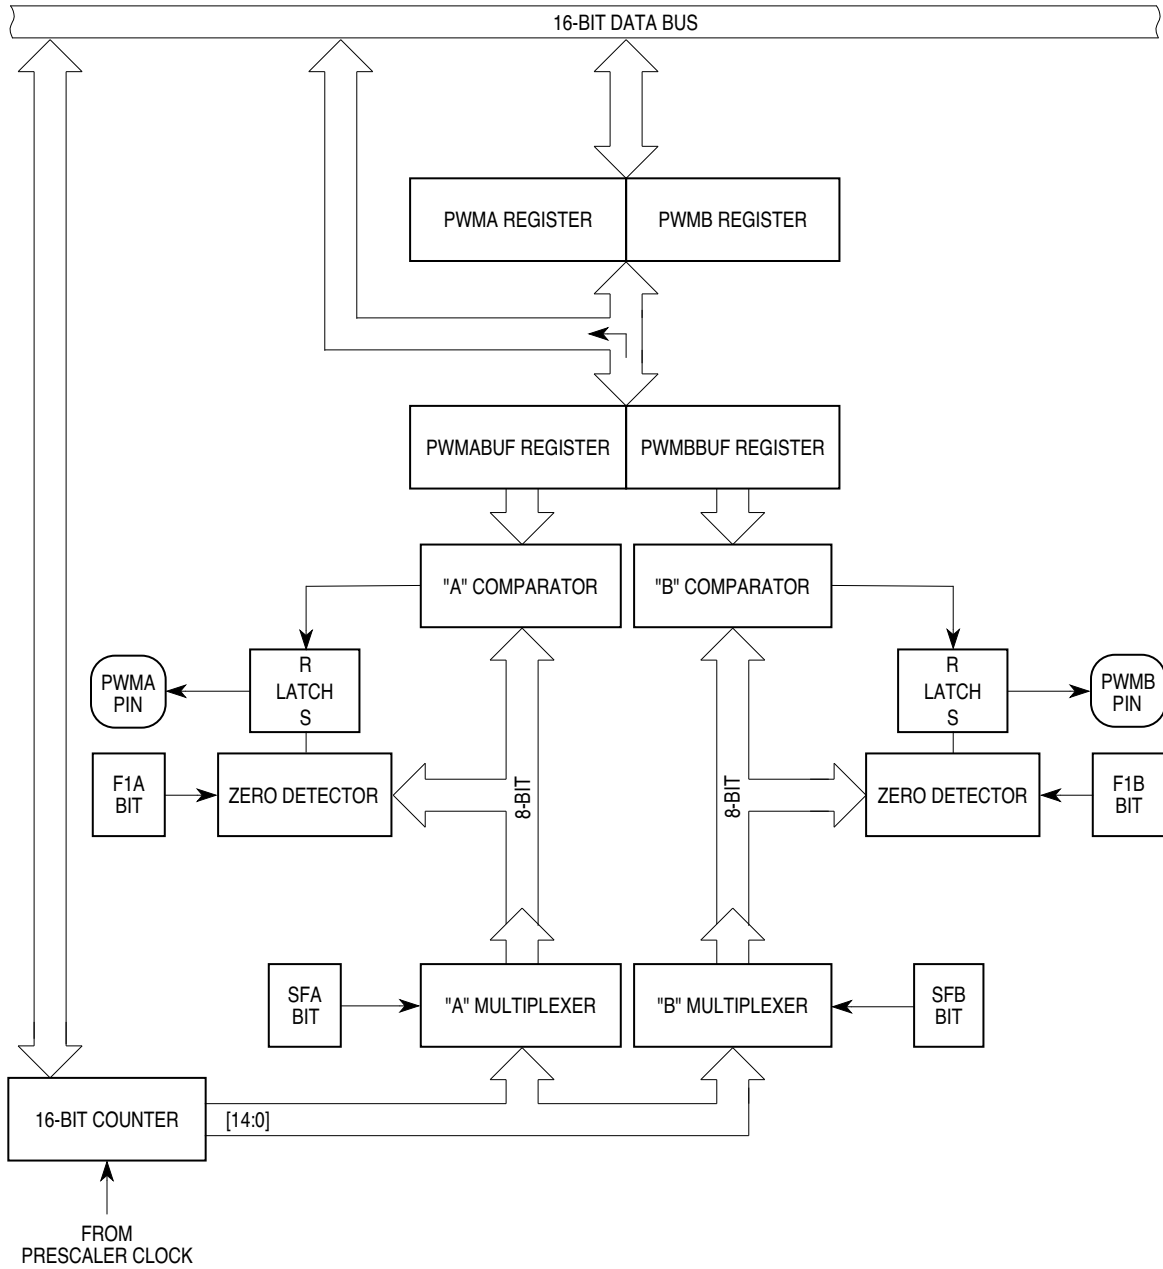 16-BIT DATA BUS
PWMA REGISTER
PWMB REGISTER
PWMABUF REGISTER
PWMBBUF REGISTER
"A" COMPARATOR
"B" COMPARATOR
R
LATCH
S
R
LATCH
S
PWMA
PIN
PWMB
PIN
F1A
BIT
ZERO DETECTOR
8-BIT
8-BIT
ZERO DETECTOR
F1B
BIT
SFA
BIT
"A" MULTIPLEXER
"B" MULTIPLEXER
SFB
BIT
16-BIT COUNTER
[14:0]
FROM
PRESCALER CLOCK